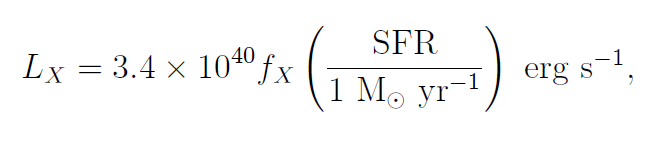 L_X = 3.4 × 10^{40} f_X ( SFR / 1 M_⊙ yr^{−1} ) erg s^{−1},